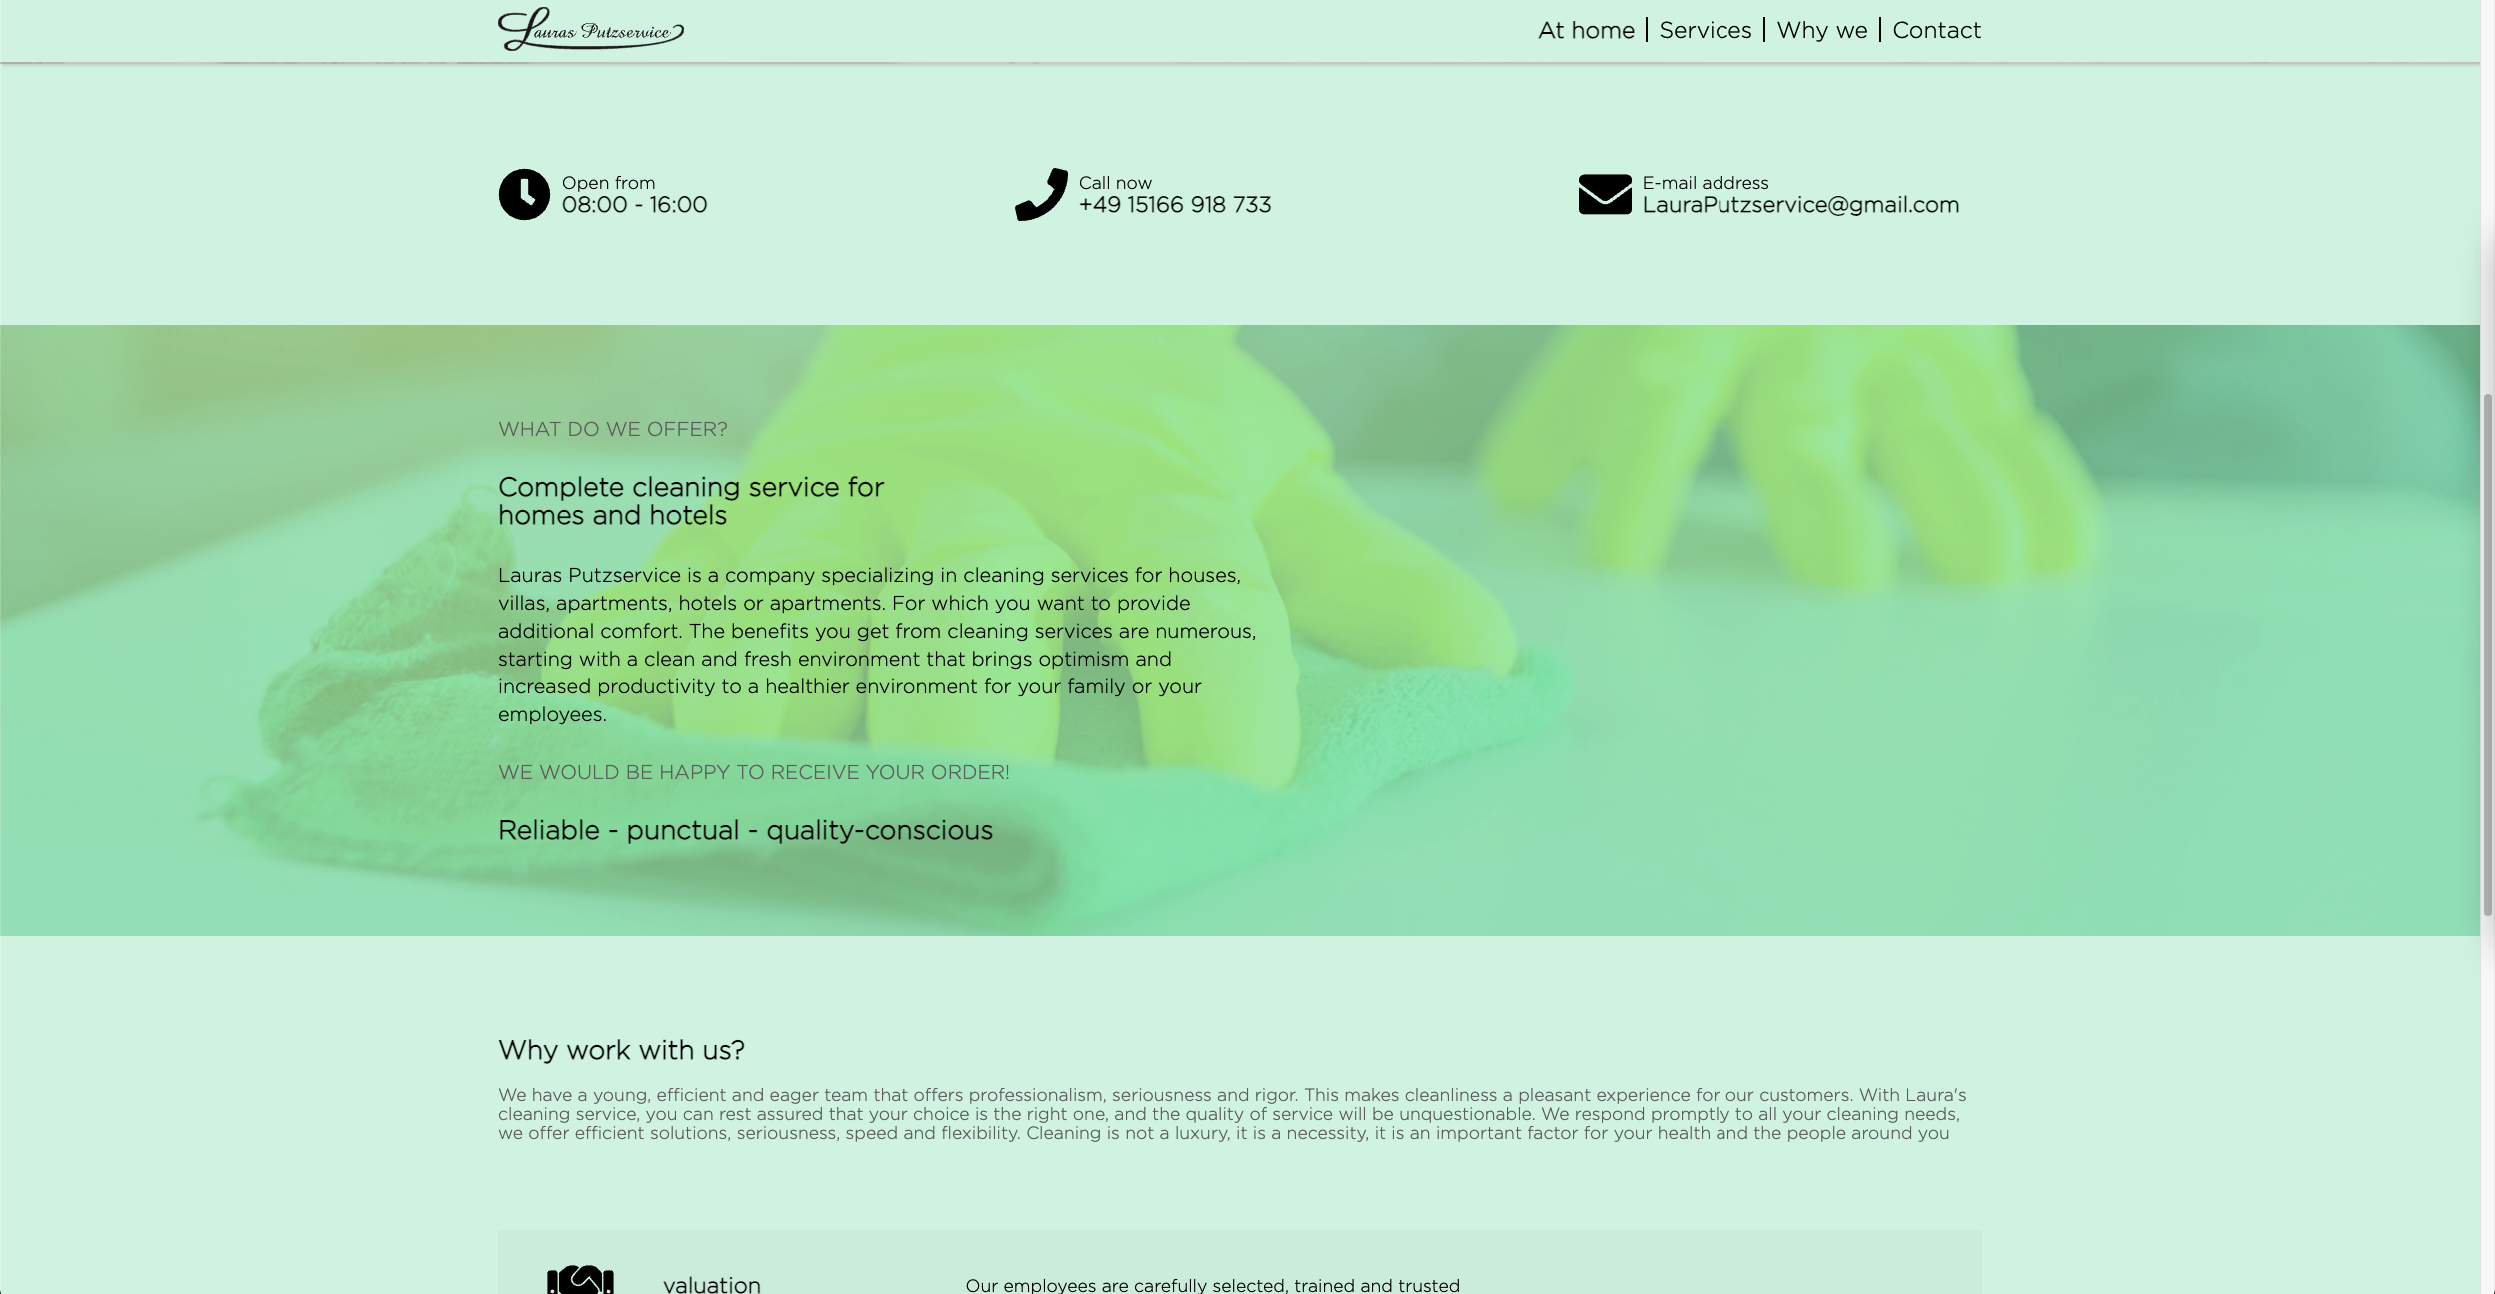 Lauras Putzservice
At home | Services | Why we | Contact
Open from
08:00 - 16:00
Call now
+49 15166 918 733
E-mail address
LauraPutzservice@gmail.com
WHAT DO WE OFFER?
Complete cleaning service for
homes and hotels
Lauras Putzservice is a company specializing in cleaning services for houses,
villas, apartments, hotels or apartments. For which you want to provide
additional comfort. The benefits you get from cleaning services are numerous,
starting with a clean and fresh environment that brings optimism and
increased productivity to a healthier environment for your family or your
employees.
WE WOULD BE HAPPY TO RECEIVE YOUR ORDER!
Reliable - punctual - quality-conscious
Why work with us?
We have a young, efficient and eager team that offers professionalism, seriousness and rigor. This makes cleanliness a pleasant experience for our customers. With Laura's
cleaning service, you can rest assured that your choice is the right one, and the quality of service will be unquestionable. We respond promptly to all your cleaning needs,
we offer efficient solutions, seriousness, speed and flexibility. Cleaning is not a luxury, it is a necessity, it is an important factor for your health and the people around you
valuation
Our employees are carefully selected, trained and trusted